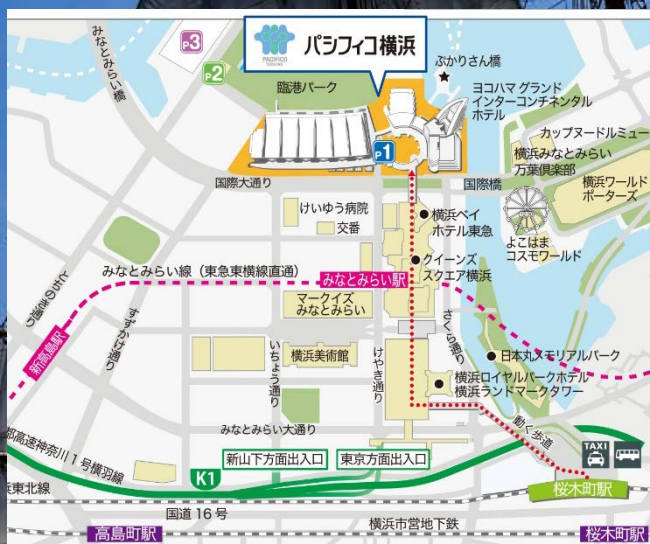 みなとみらい橋
P3
P2
PACIFICO
パシフィコ横浜
臨港パーク
ぷかりさん橋
ヨコハマ グランド
インターコンチネンタル
ホテル
カップヌードルミュー
P1
横浜みなとみらい
万葉倶楽部
国際大通り
国際橋
横浜ワールド
ポーターズ
けいゆう病院
交番
横浜ベイ
ホテル東急
よこはま
コスモワールド
クイーンズ
スクエア横浜
みなとみらい線（東急東横線直通）
みなとみらい駅
とちのき通り
すずかけ通り
マークイズ
みなとみらい
さくら通り
新高島駅
いちょう通り
横浜美術館
けやき通り
日本丸メモリアルパーク
横浜ロイヤルパークホテル
横浜ランドマークタワー
みなとみらい大通り
動く歩道
都高速神奈川1号横羽線
新山下方面出入口
東京方面出入口
TAXI
K1
浜東北線
桜木町駅
国道16号
横浜市営地下鉄
高島町駅
桜木町駅